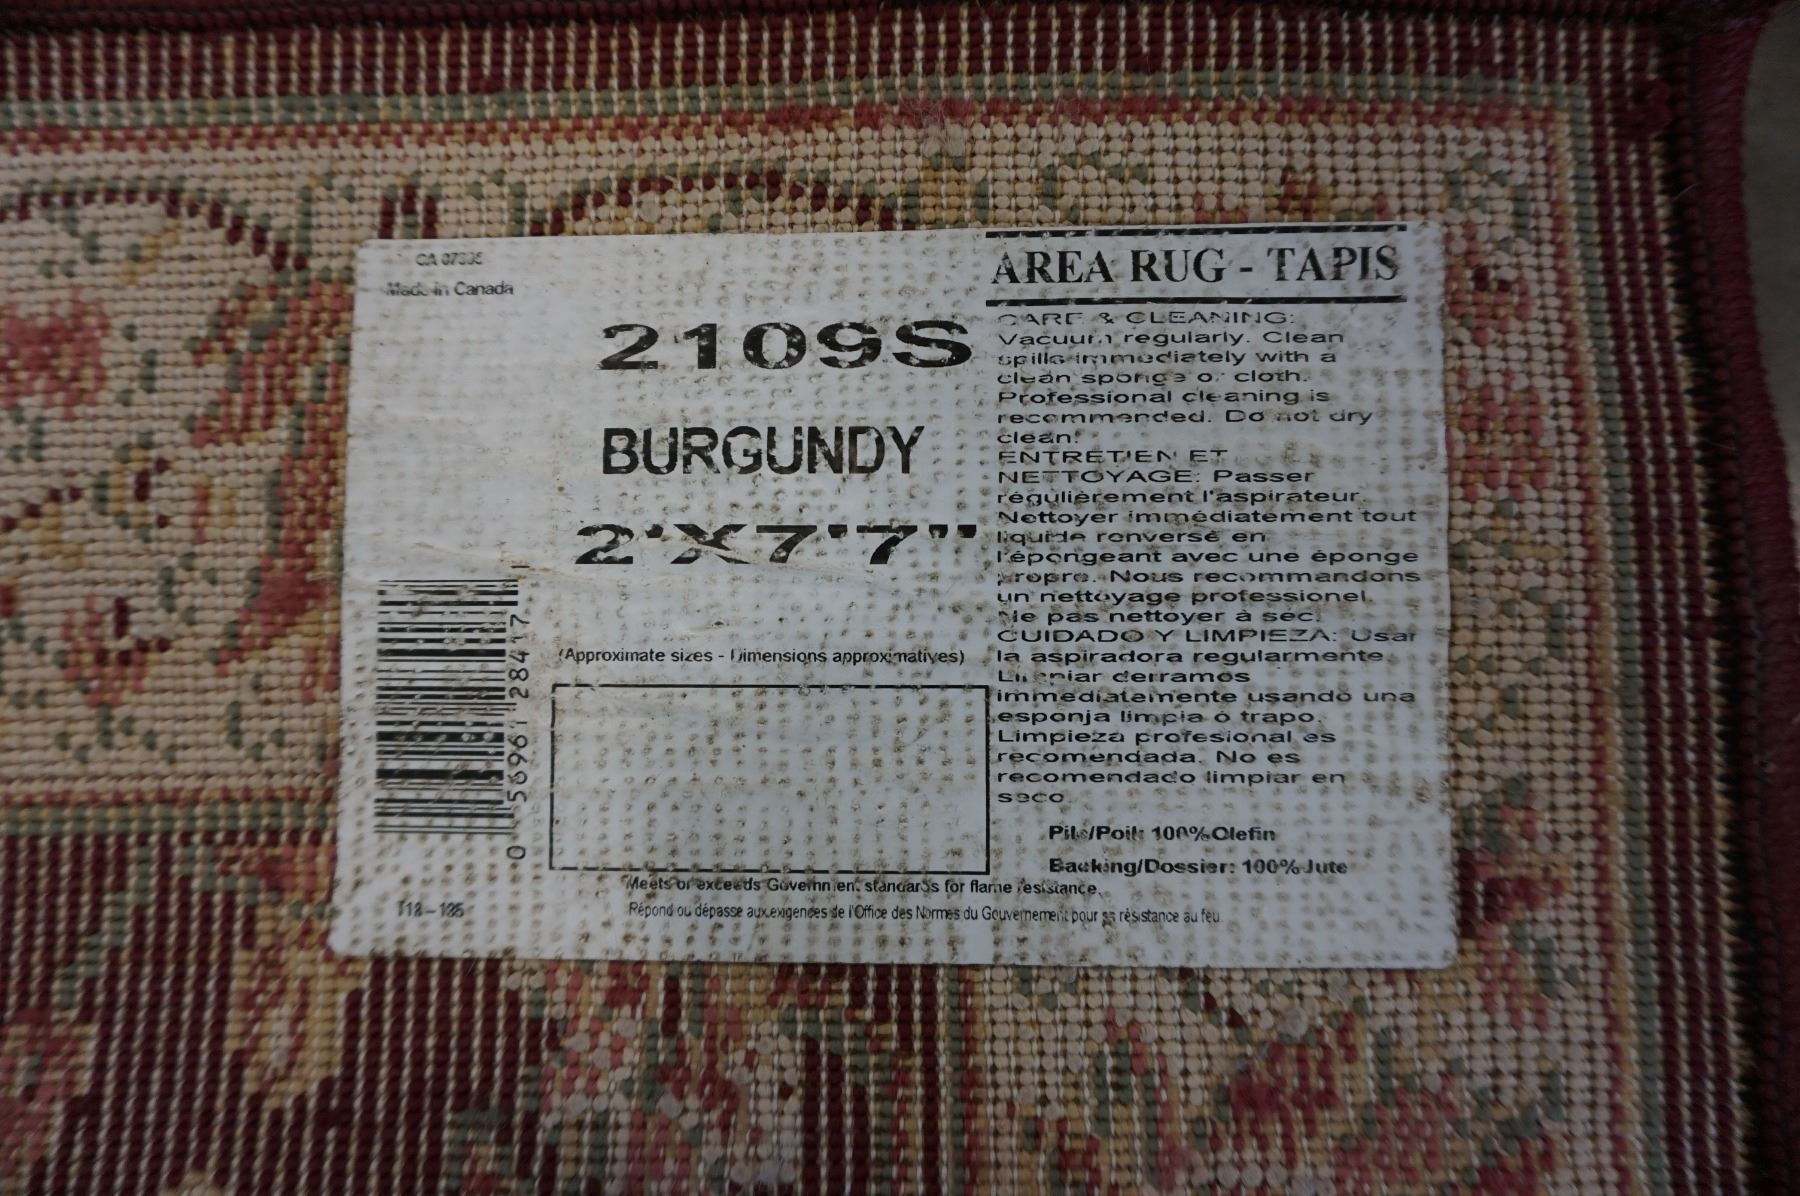 Made in Canada
2109S
BURGUNDY
2'X7'7"
(Approximate sizes - Dimensions approximatives)
0 56961 28417 1
AREA RUG - TAPIS
CARE & CLEANING:
Vacuum regularly. Clean
spills immediately with a
clean sponge or cloth.
Professional cleaning is
recommended. Do not dry
clean!
ENTRETIEN ET
NETTOYAGE: Passer
régulièrement l'aspirateur.
Nettoyer immédiatement tout
liquide renversé en
l'épongeant avec une éponge
propre. Nous recommandons
un nettoyage professionel.
Ne pas nettoyer à sec.
CUIDADO Y LIMPIEZA: Usar
la aspiradora regularmente.
Limpiar derramos
immediatemente usando una
esponja limpia ó trapo.
Limpieza profesional es
recomendada. No es
recomendado limpiar en
seco.
Pile/Poil: 100% Olefin
Backing/Dossier: 100% Jute
Meets or exceeds Government standards for flame resistance.
Répond ou dépasse aux exigences de l'Office des Normes du Gouvernement pour sa résistance au feu.